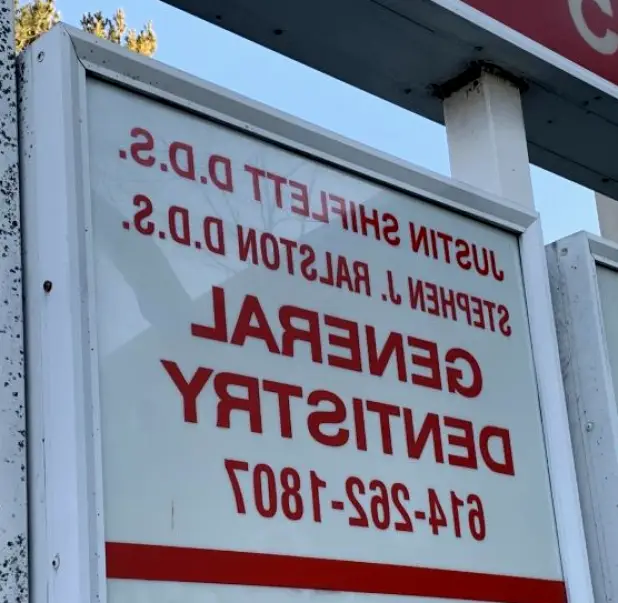 JUSTIN SHIFLETT D.D.S.
STEPHEN J. RALSTON D.D.S.
GENERAL
DENTISTRY
614-262-1807